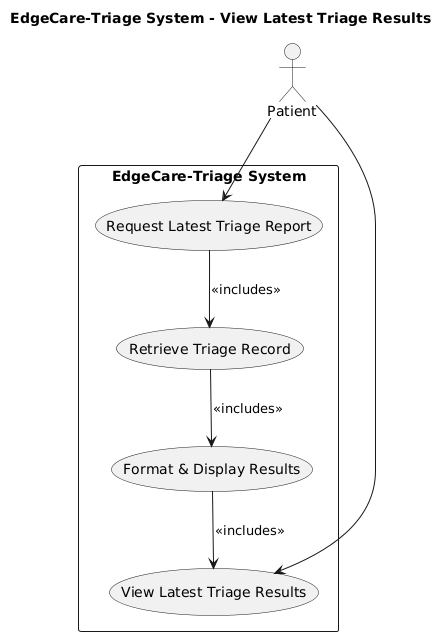 EdgeCare-Triage System - View Latest Triage Results
Patient
EdgeCare-Triage System
Request Latest Triage Report
«includes»
Retrieve Triage Record
«includes»
Format & Display Results
«includes»
View Latest Triage Results